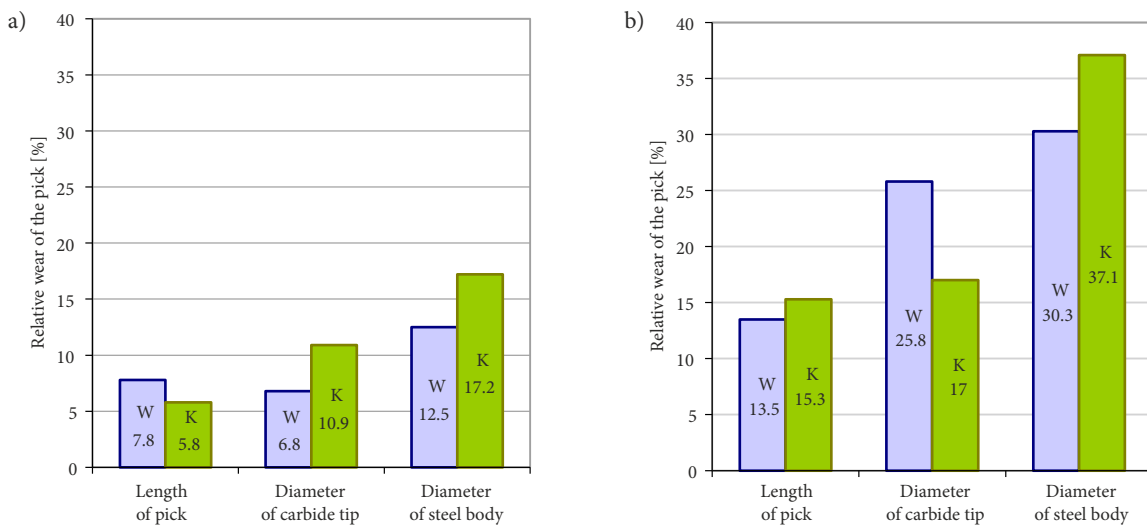 a)
Relative wear of the pick [%]
40
35
30
25
20
15
10
5
0
W
7.8
K
5.8
W
6.8
K
10.9
W
12.5
K
17.2
Length
of pick
Diameter
of carbide tip
Diameter
of steel body
b)
Relative wear of the pick [%]
40
35
30
25
20
15
10
5
0
W
13.5
K
15.3
W
25.8
K
17
W
30.3
K
37.1
Length
of pick
Diameter
of carbide tip
Diameter
of steel body